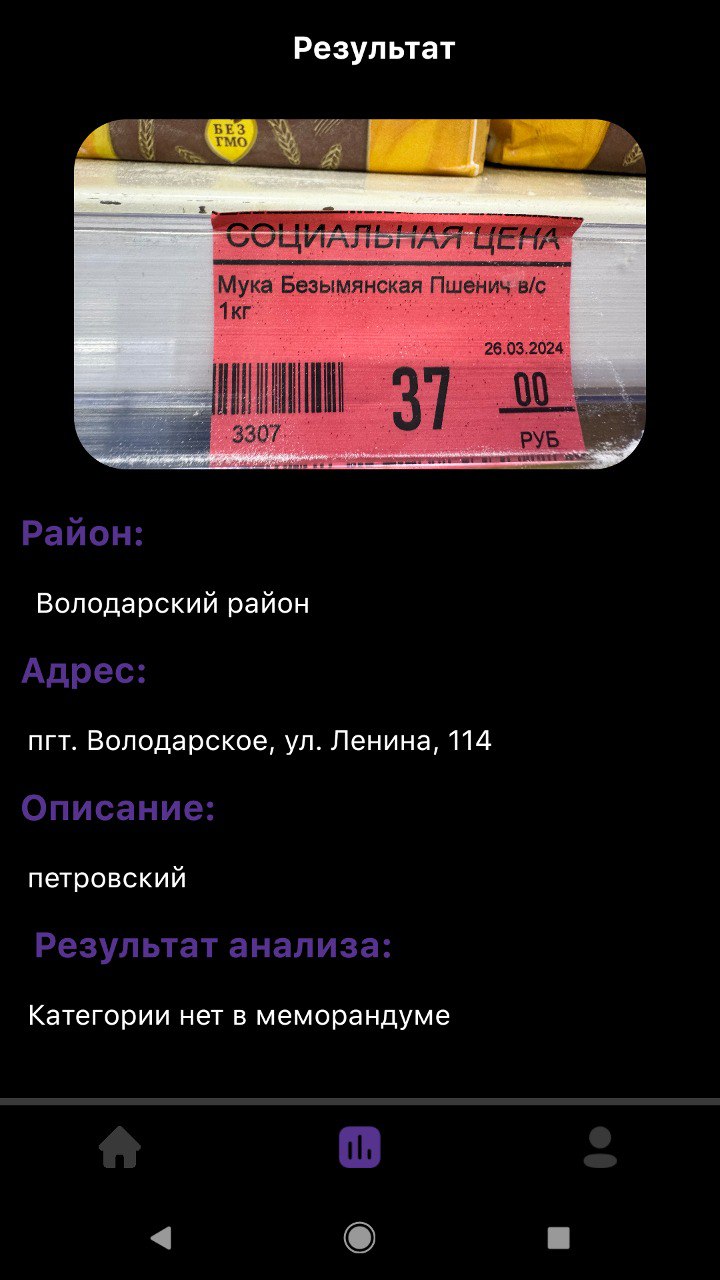 Результат
БЕЗ
ГМО
СОЦИАЛЬНАЯ ЦЕНА
Мука Безымянская Пшенич в/с
1кг
26.03.2024
37 00
3307
РУБ
Район:
Володарский район
Адрес:
пгт. Володарское, ул. Ленина, 114
Описание:
петровский
Результат анализа:
Категории нет в меморандуме